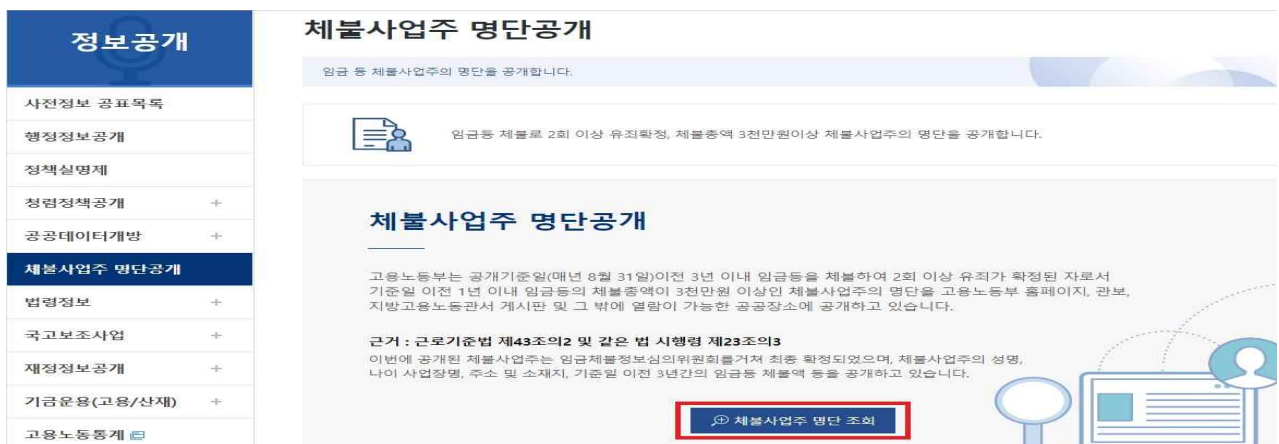 정보공개
사전정보 공표목록
행정정보공개
정책실명제
청렴정책공개 +
공공데이터개방 +
체불사업주 명단공개
법령정보 +
국고보조사업 +
재정정보공개 +
기금운용(고용/산재) +
고용노동통계
체불사업주 명단공개
임금 등 체불사업주의 명단을 공개합니다.
임금등 체불로 2회 이상 유죄확정, 체불총액 3천만원이상 체불사업주의 명단을 공개합니다.
체불사업주 명단공개
고용노동부는 공개기준일(매년 8월 31일)이전 3년 이내 임금등을 체불하여 2회 이상 유죄가 확정된 자로서
기준일 이전 1년 이내 임금등의 체불총액이 3천만원 이상인 체불사업주의 명단을 고용노동부 홈페이지, 관보,
지방고용노동관서 게시판 및 그 밖에 열람이 가능한 공공장소에 공개하고 있습니다.
근거 : 근로기준법 제43조의2 및 같은 법 시행령 제23조의3
이번에 공개된 체불사업주는 임금체불정보심의위원회를거쳐 최종 확정되었으며, 체불사업주의 성명,
나이 사업장명, 주소 및 소재지, 기준일 이전 3년간의 임금등 체불액 등을 공개하고 있습니다.
체불사업주 명단 조회